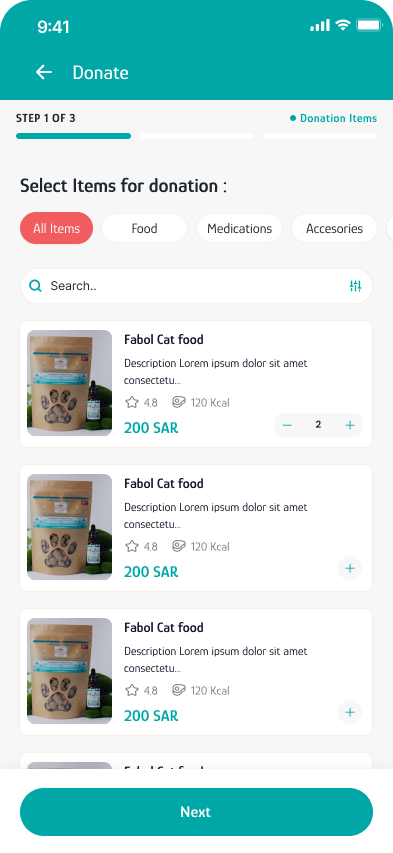 9:41
Donate
STEP 1 OF 3
Donation Items
Select Items for donation :
All Items
Food
Medications
Accesories
Search..
Fabol Cat food
Description Lorem ipsum dolor sit amet
consectetu...
4.8
120 Kcal
200 SAR
2
Fabol Cat food
Description Lorem ipsum dolor sit amet
consectetu...
4.8
120 Kcal
200 SAR
Fabol Cat food
Description Lorem ipsum dolor sit amet
consectetu...
4.8
120 Kcal
200 SAR
Next